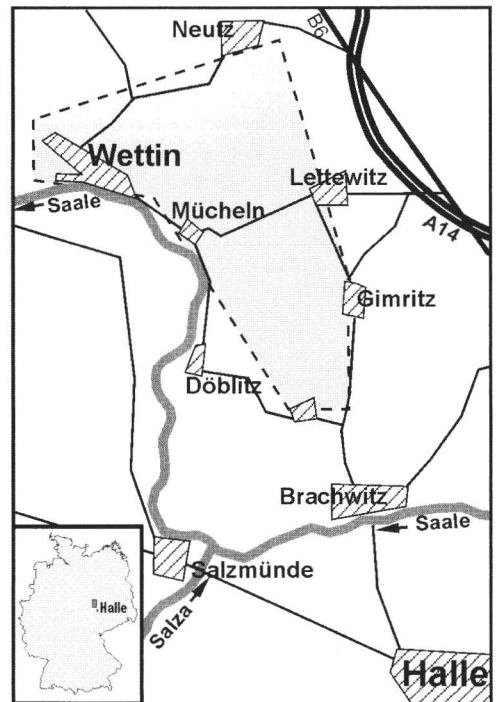 Neutz
B6
Wettin
Lettewitz
Saale
Mücheln
A14
Gimritz
Döblitz
Brachwitz
Saale
Salzmünde
Halle
Salza
Halle